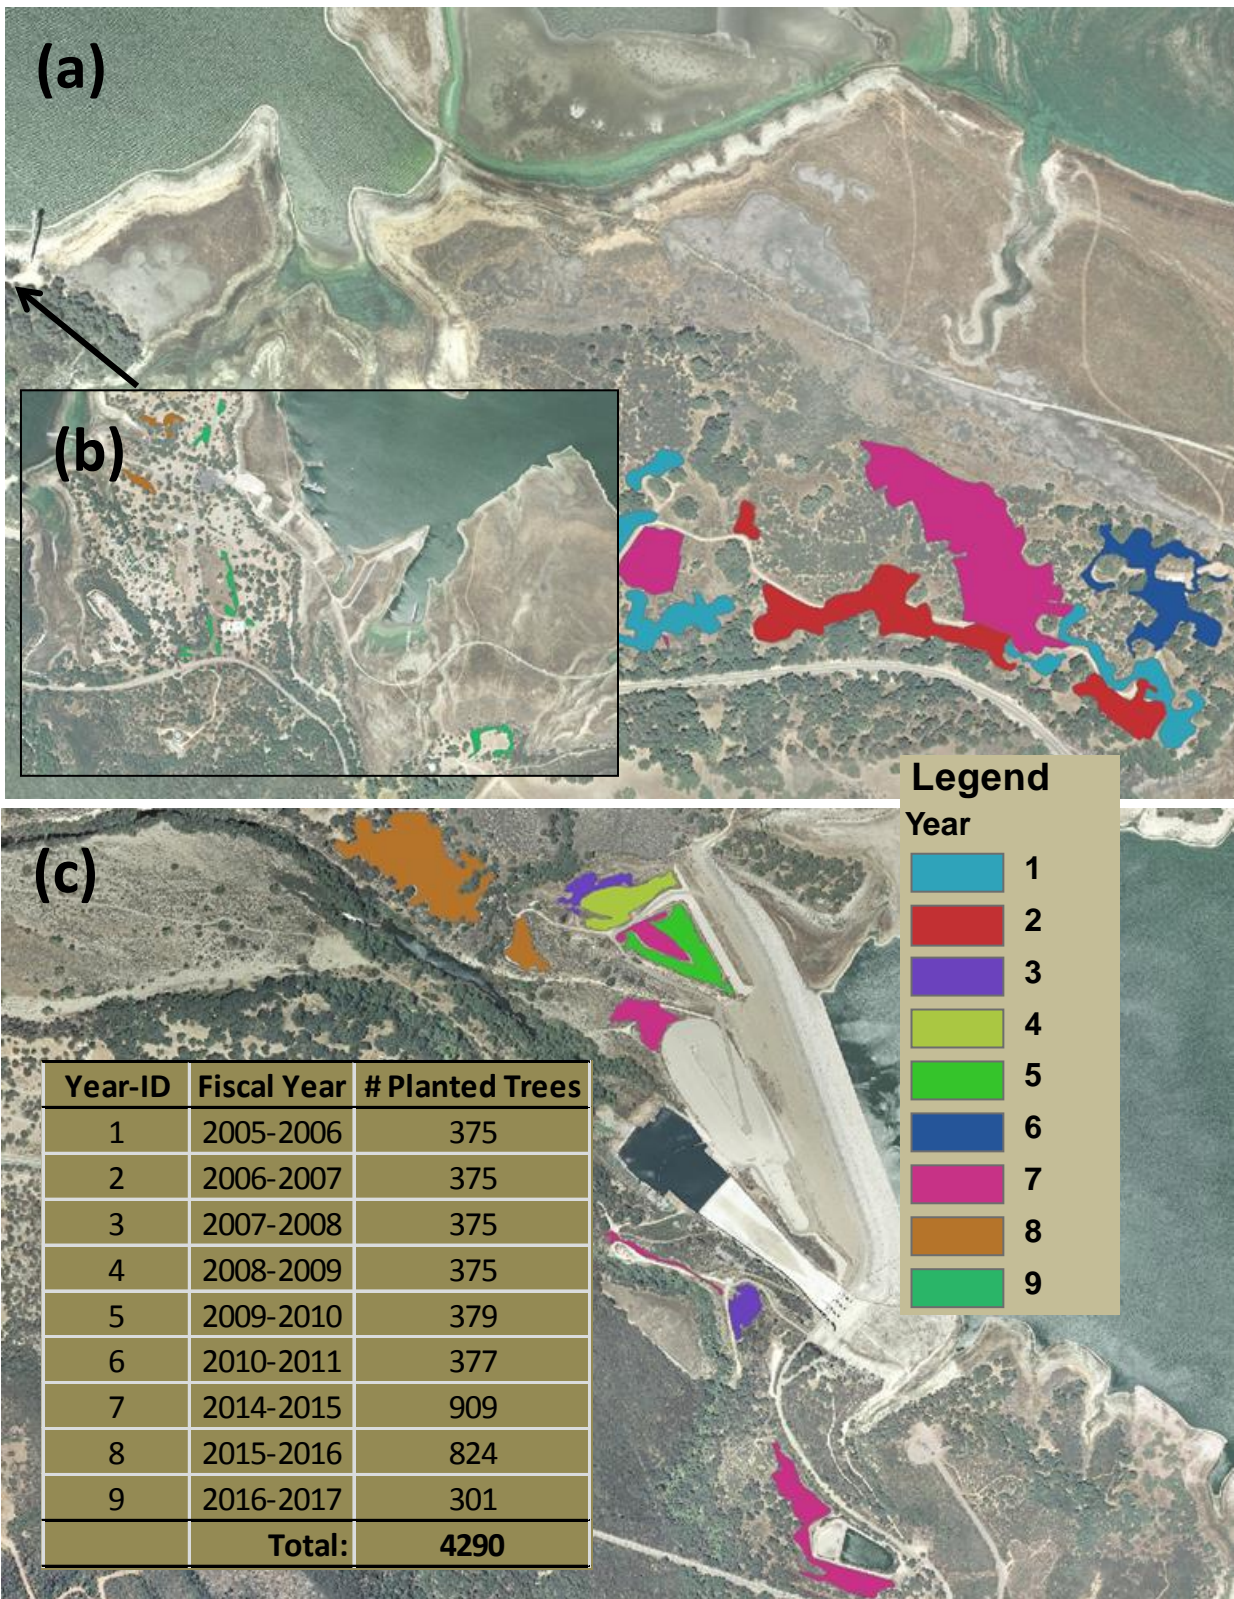 (a)
(b)
Legend
Year
1
2
3
4
5
6
7
8
9
(c)
Year-ID Fiscal Year # Planted Trees
1 2005-2006 375
2 2006-2007 375
3 2007-2008 375
4 2008-2009 375
5 2009-2010 379
6 2010-2011 377
7 2014-2015 909
8 2015-2016 824
9 2016-2017 301
Total: 4290